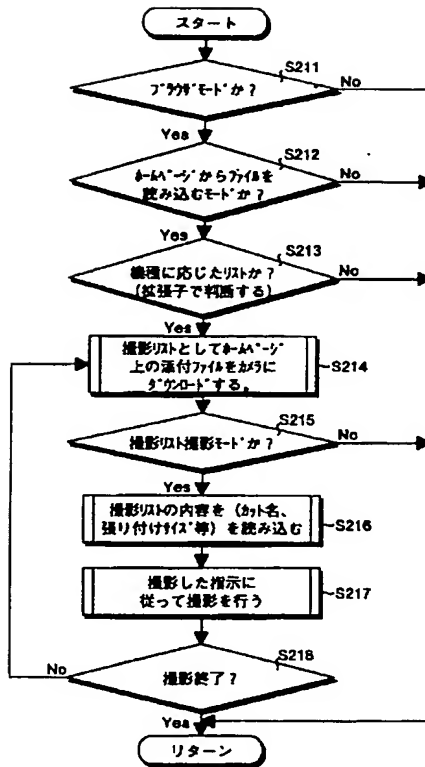 スタート
S211
ブラウザモードか?
No
Yes
S212
ホームページからファイルを
読み込むモードか?
No
Yes
S213
機種に応じたリストか?
(拡張子で判断する)
No
Yes
撮影リストとしてホームページ
上の添付ファイルをカメラに
ダウンロードする。
S214
S215
撮影リスト撮影モードか?
No
Yes
撮影リストの内容を(カット名、
張り付けサイズ等)を読み込む
S216
撮影した指示に
従って撮影を行う
S217
S218
撮影終了?
No
Yes
リターン